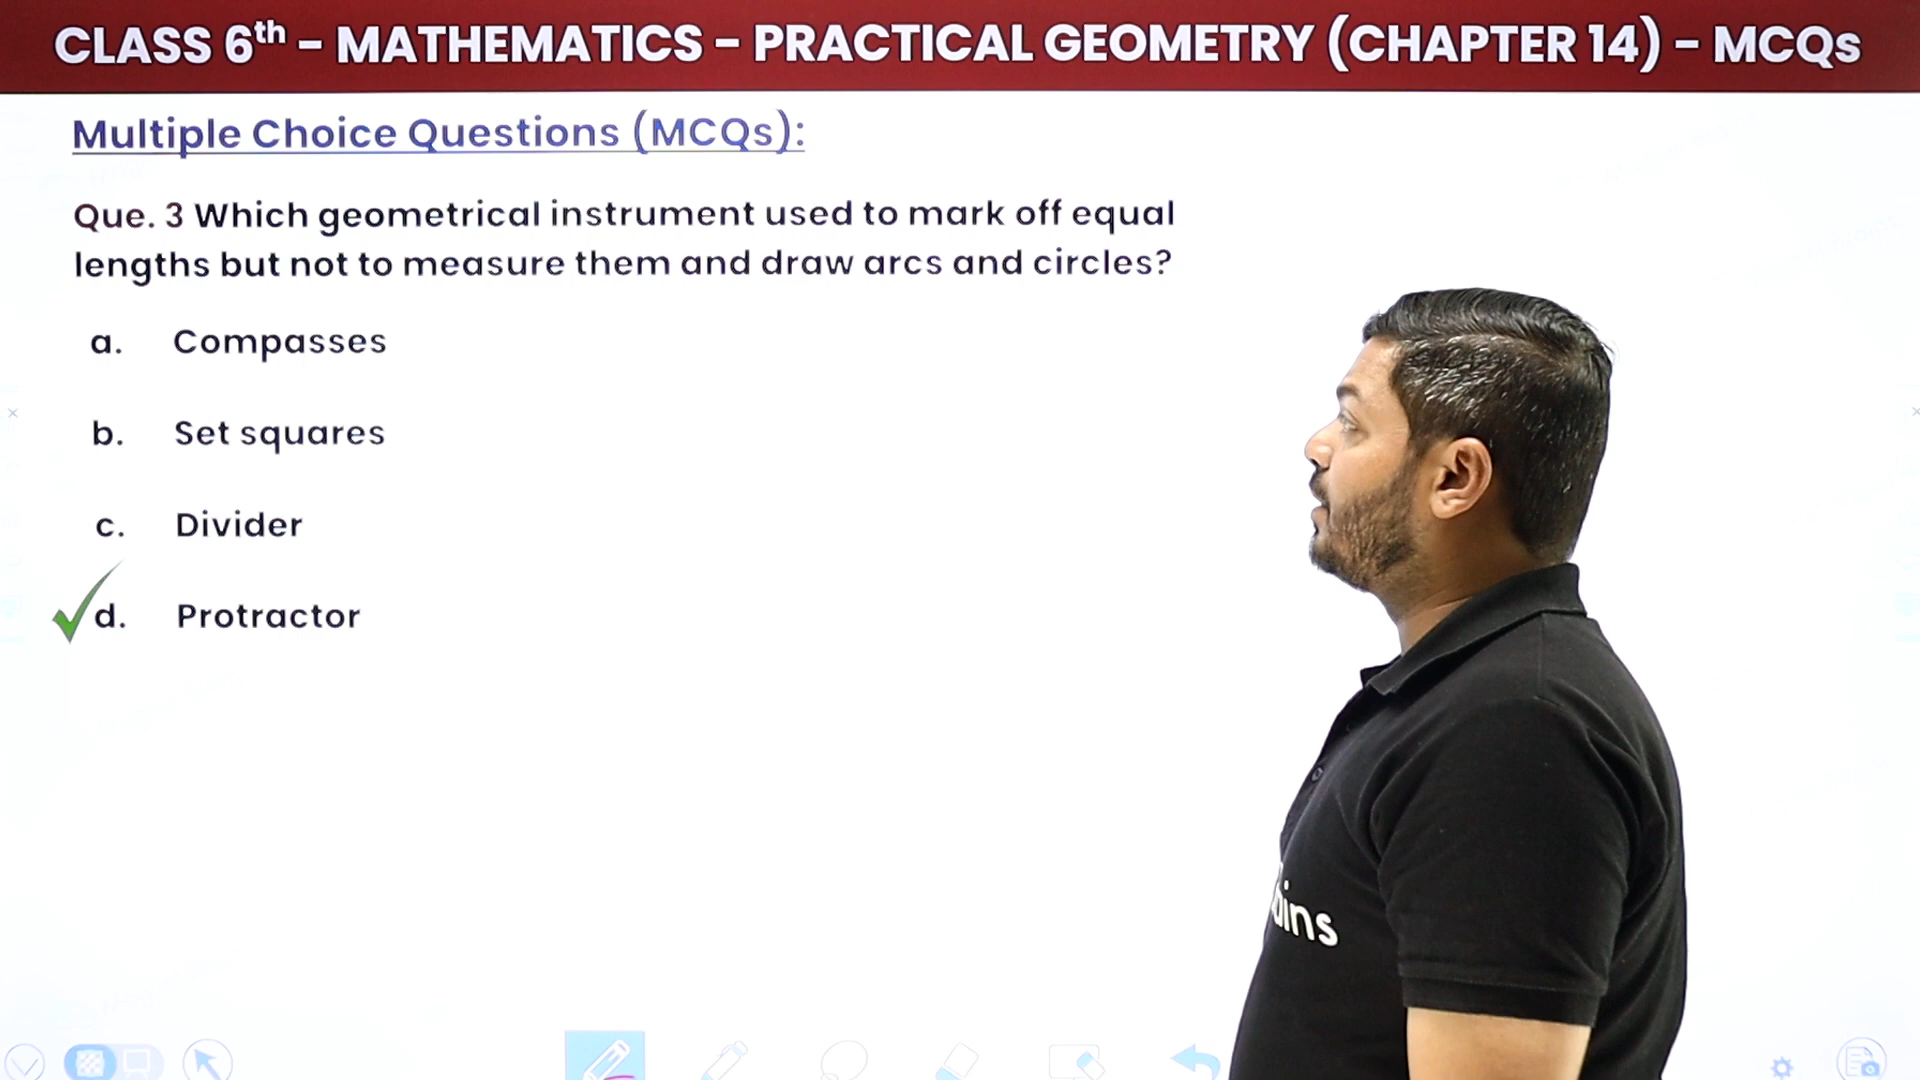 CLASS 6th - MATHEMATICS - PRACTICAL GEOMETRY (CHAPTER 14) - MCQs
Multiple Choice Questions (MCQs):
Que. 3 Which geometrical instrument used to mark off equal
lengths but not to measure them and draw arcs and circles?
a. Compasses
b. Set squares
c. Divider
d. Protractor
ins